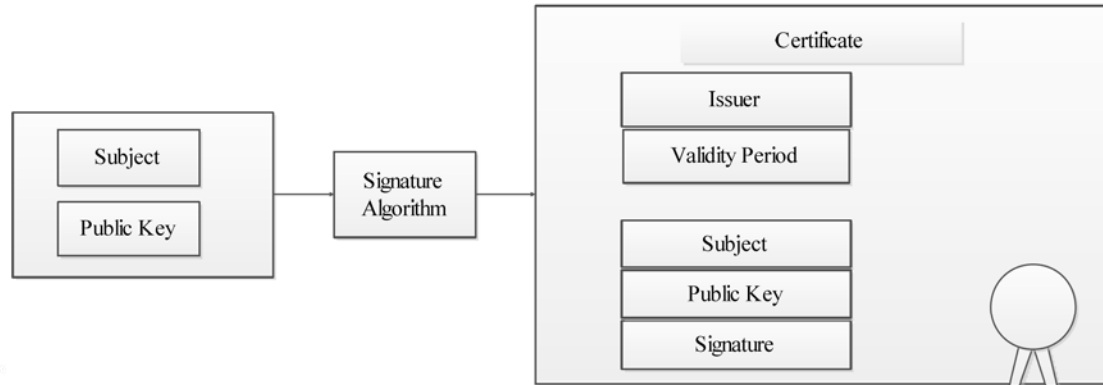 Subject
Public Key
Signature
Algorithm
Certificate
Issuer
Validity Period
Subject
Public Key
Signature